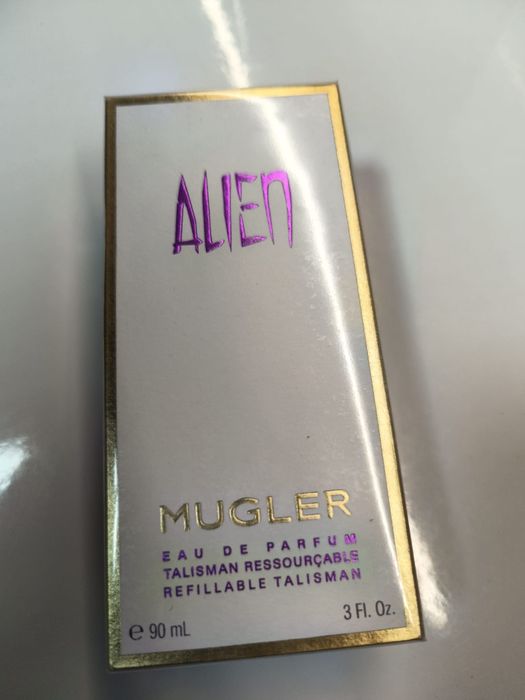 ALIEN
MUGLER
EAU DE PARFUM
TALISMAN RESSOURÇABLE
REFILLABLE TALISMAN
℮ 90 mL 3 Fl. Oz.